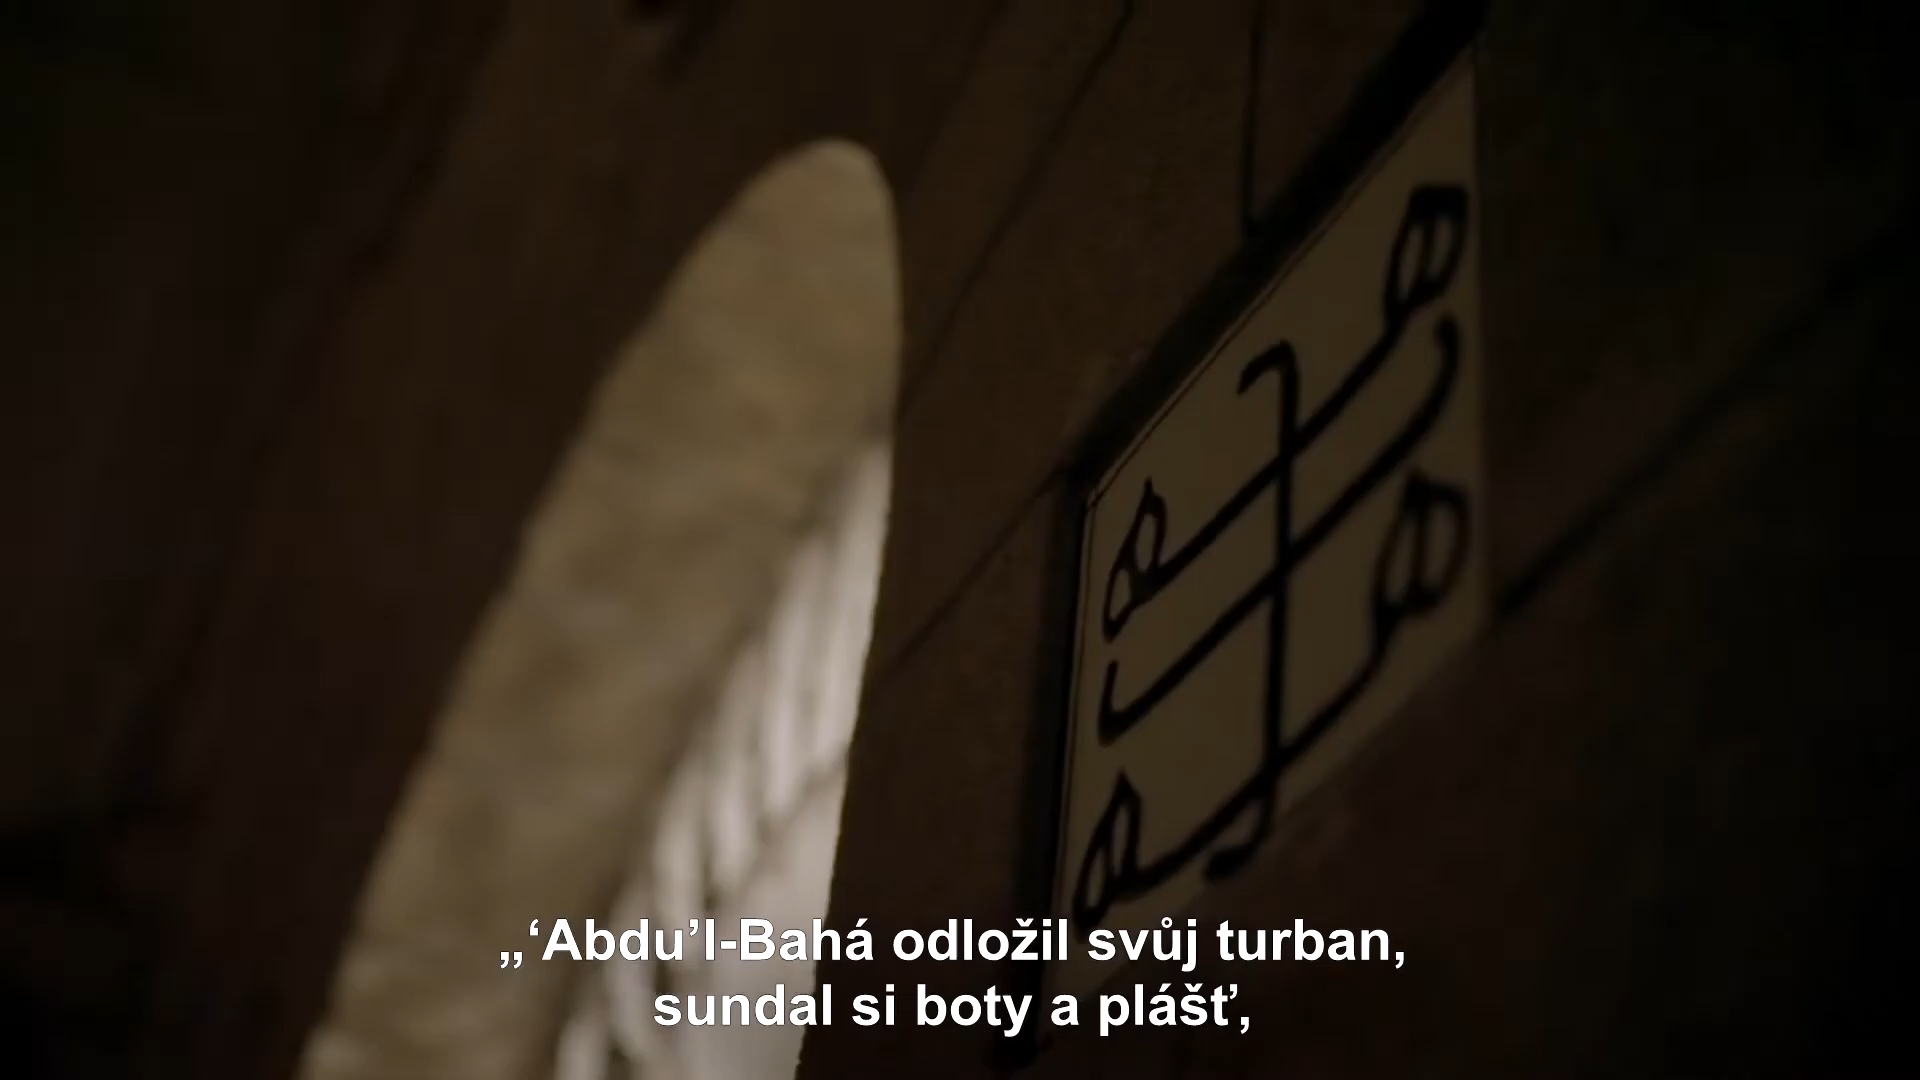 „‘Abdu’l-Bahá odložil svůj turban,
sundal si boty a plášť,